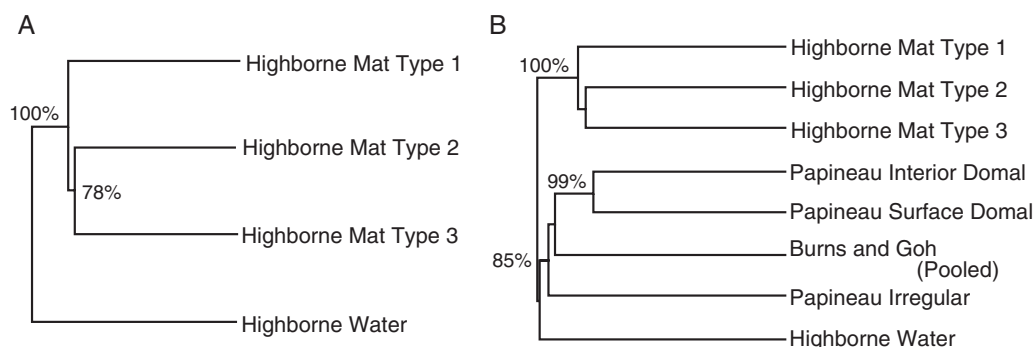 A
Highborne Mat Type 1
100%
Highborne Mat Type 2
78%
Highborne Mat Type 3
Highborne Water
B
Highborne Mat Type 1
100%
Highborne Mat Type 2
Highborne Mat Type 3
Papineau Interior Domal
99%
Papineau Surface Domal
Burns and Goh
(Pooled)
85%
Papineau Irregular
Highborne Water